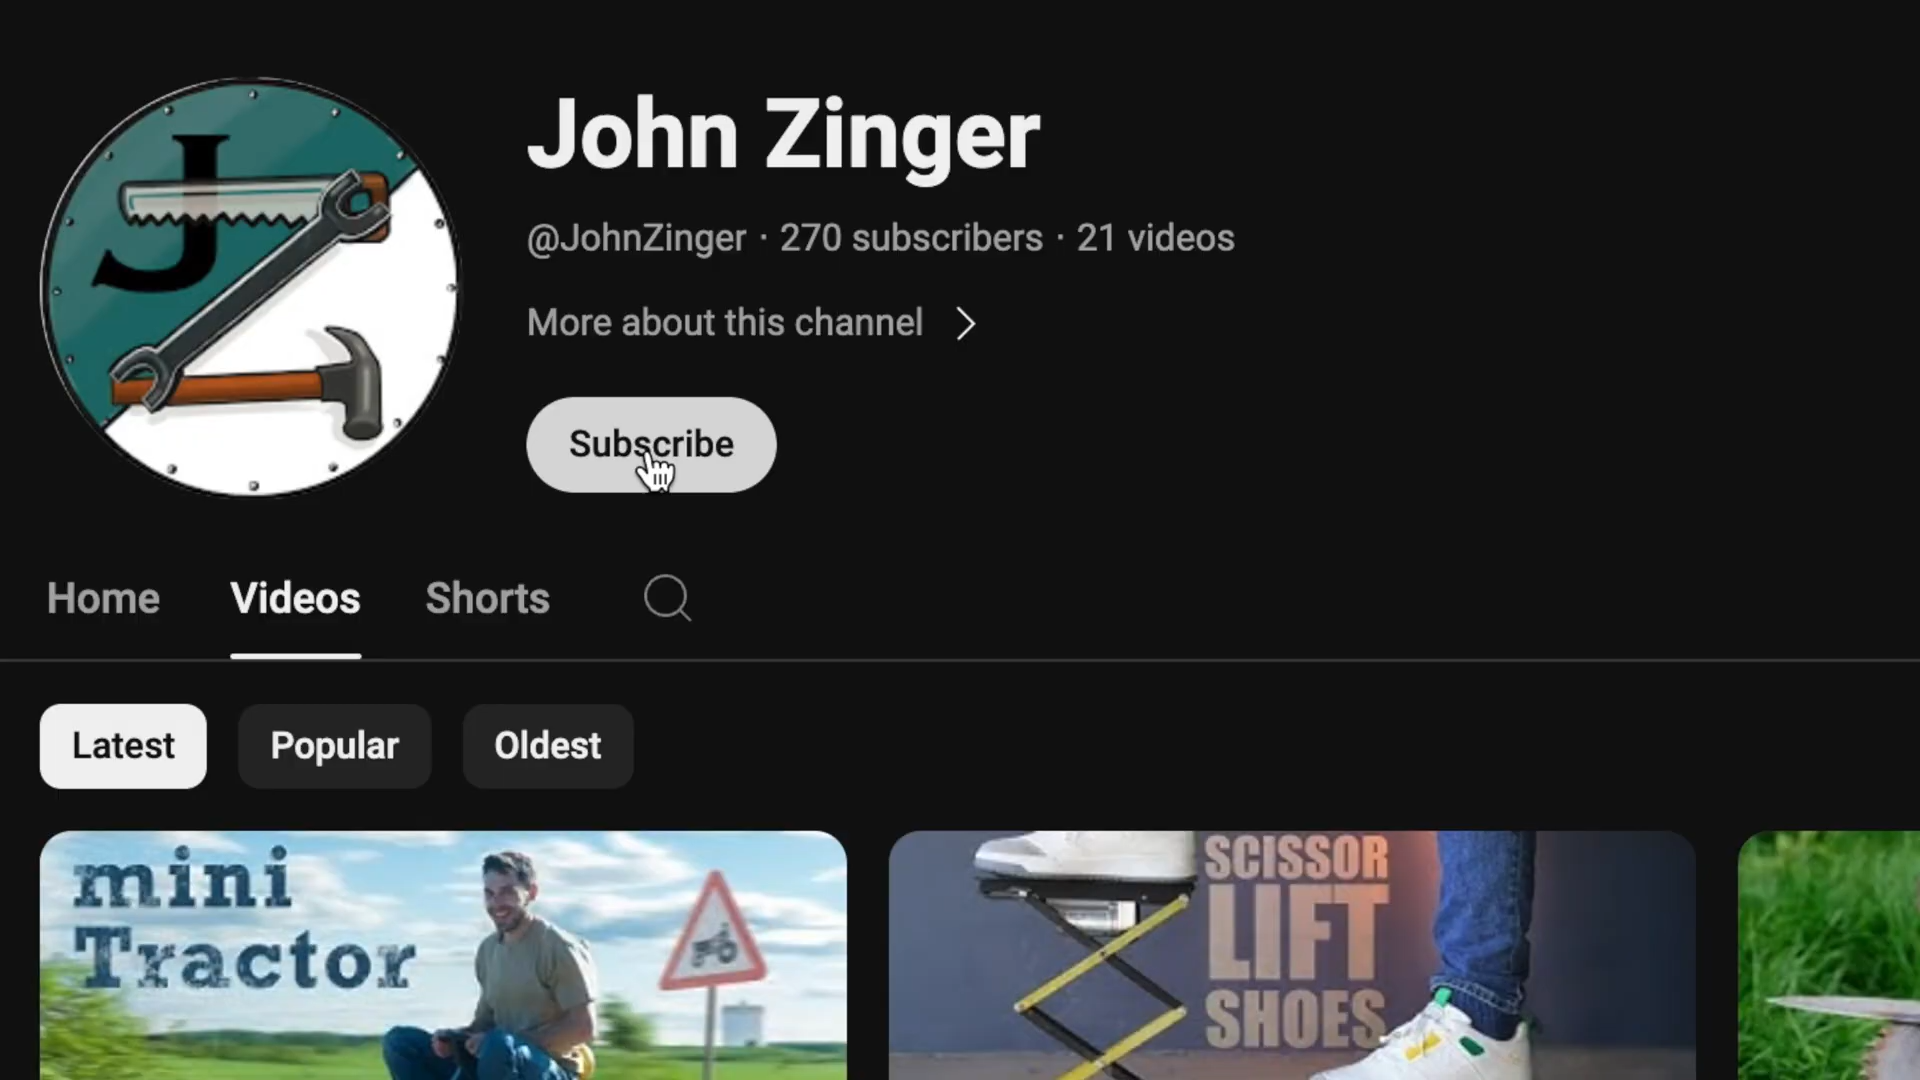 J
John Zinger
@JohnZinger · 270 subscribers · 21 videos
More about this channel
Subscribe
Home Videos Shorts
Latest Popular Oldest
mini
Tractor
SCISSOR
LIFT
SHOES